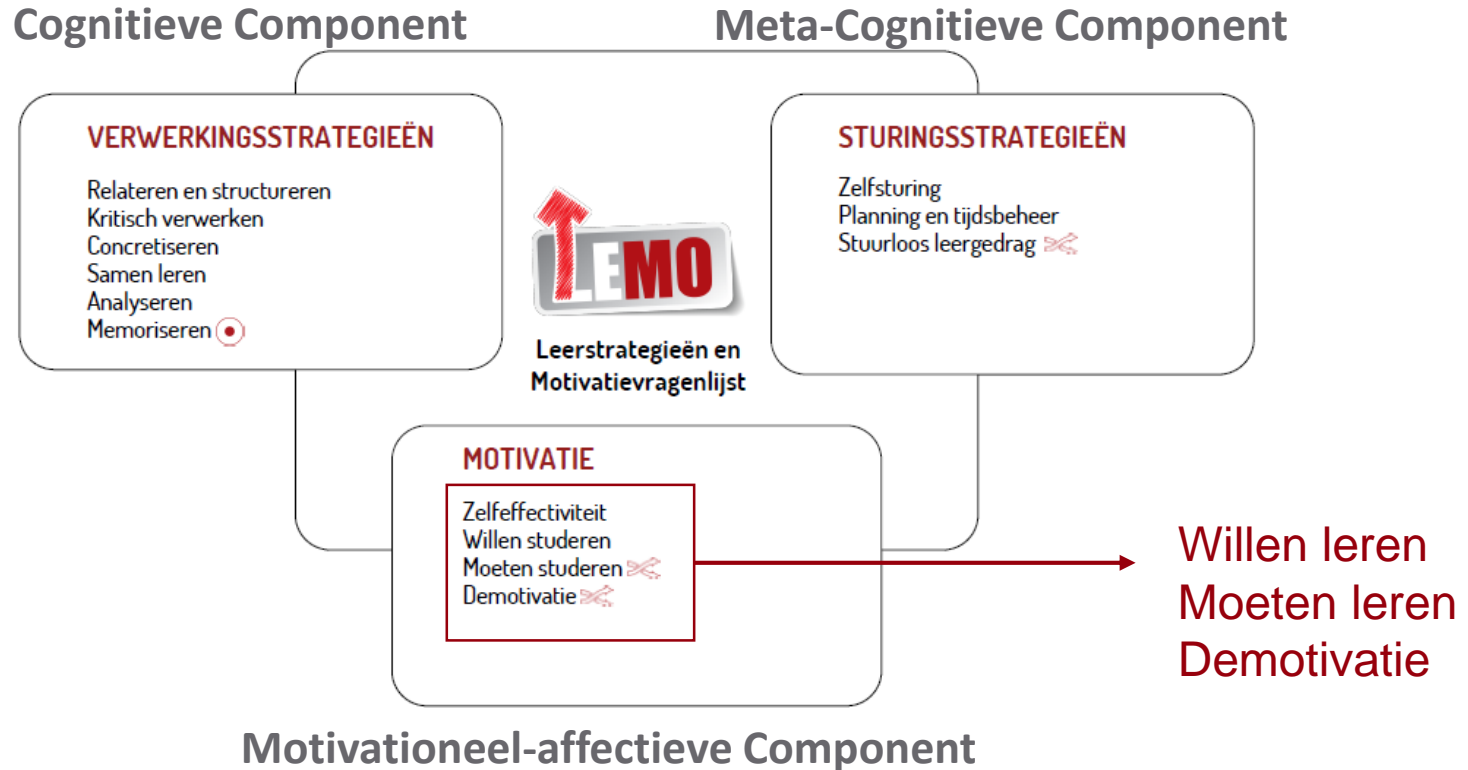 Cognitieve Component
Meta-Cognitieve Component
VERWERKINGSSTRATEGIEËN
Relateren en structureren
Kritisch verwerken
Concretiseren
Samen leren
Analyseren
Memoriseren
LEMO
Leerstrategieën en
Motivatievragenlijst
STURINGSSTRATEGIEËN
Zelfsturing
Planning en tijdsbeheer
Stuurloos leergedrag
MOTIVATIE
Zelfeffectiviteit
Willen studeren
Moeten studeren
Demotivatie
Willen leren
Moeten leren
Demotivatie
Motivationeel-affectieve Component